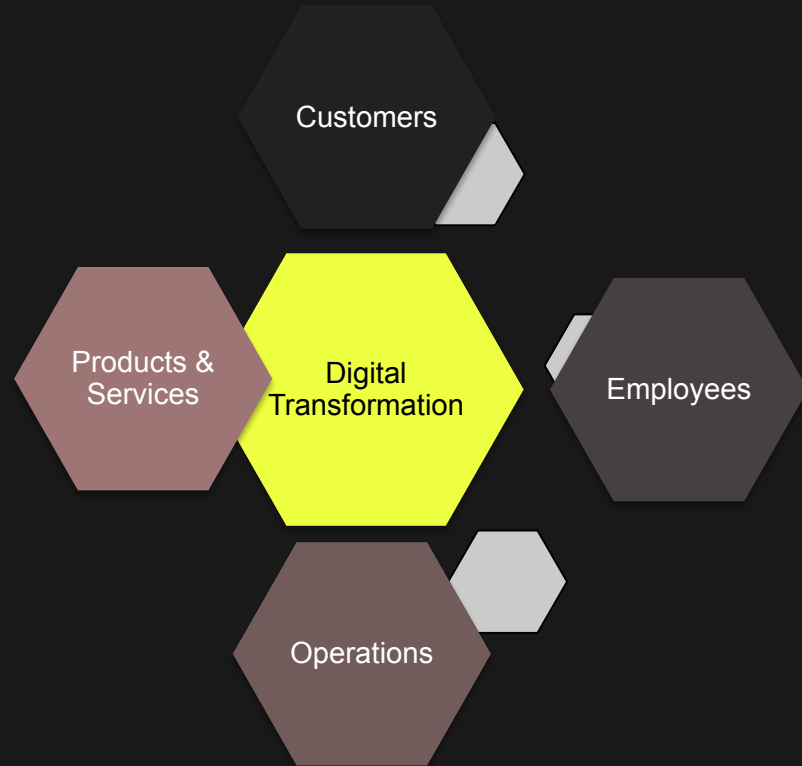 Customers
Products &
Services
Digital
Transformation
Employees
Operations